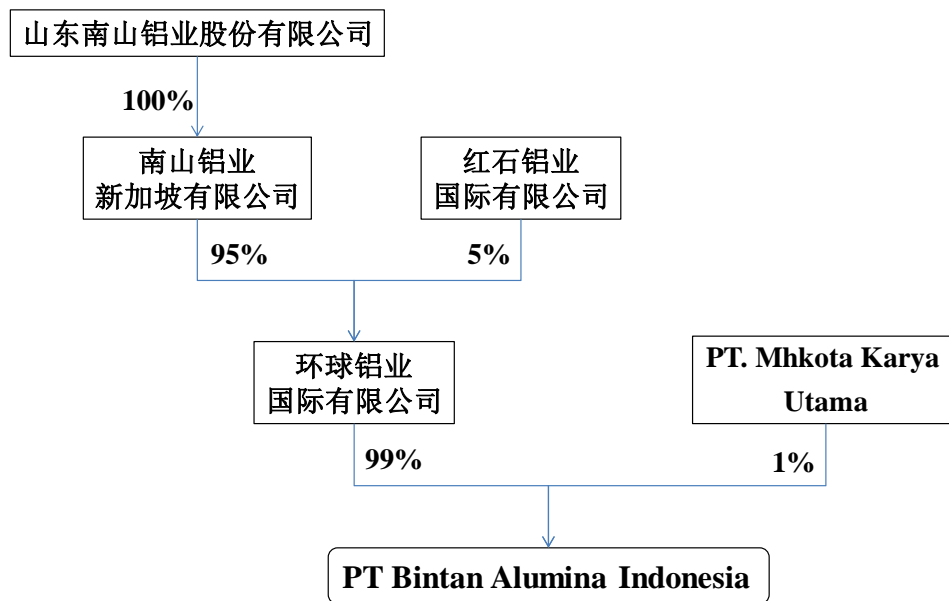 山东南山铝业股份有限公司
100%
南山铝业
新加坡有限公司
红石铝业
国际有限公司
95%
5%
环球铝业
国际有限公司
PT. Mhkota Karya
Utama
99%
1%
PT Bintan Alumina Indonesia